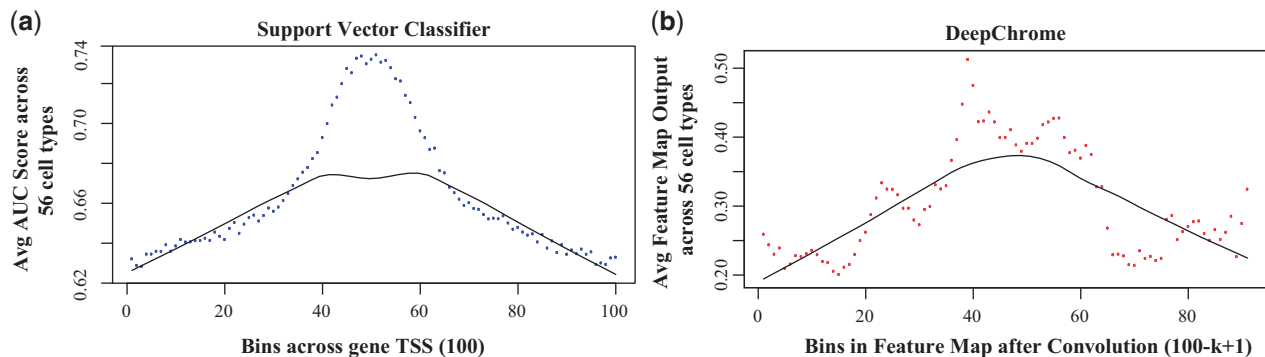 (a)
Support Vector Classifier
Avg AUC Score across
56 cell types
0.74
0.70
0.66
0.62
0
20
40
60
80
100
Bins across gene TSS (100)
(b)
DeepChrome
Avg Feature Map Output
across 56 cell types
0.50
0.40
0.30
0.20
0
20
40
60
80
Bins in Feature Map after Convolution (100-k+1)